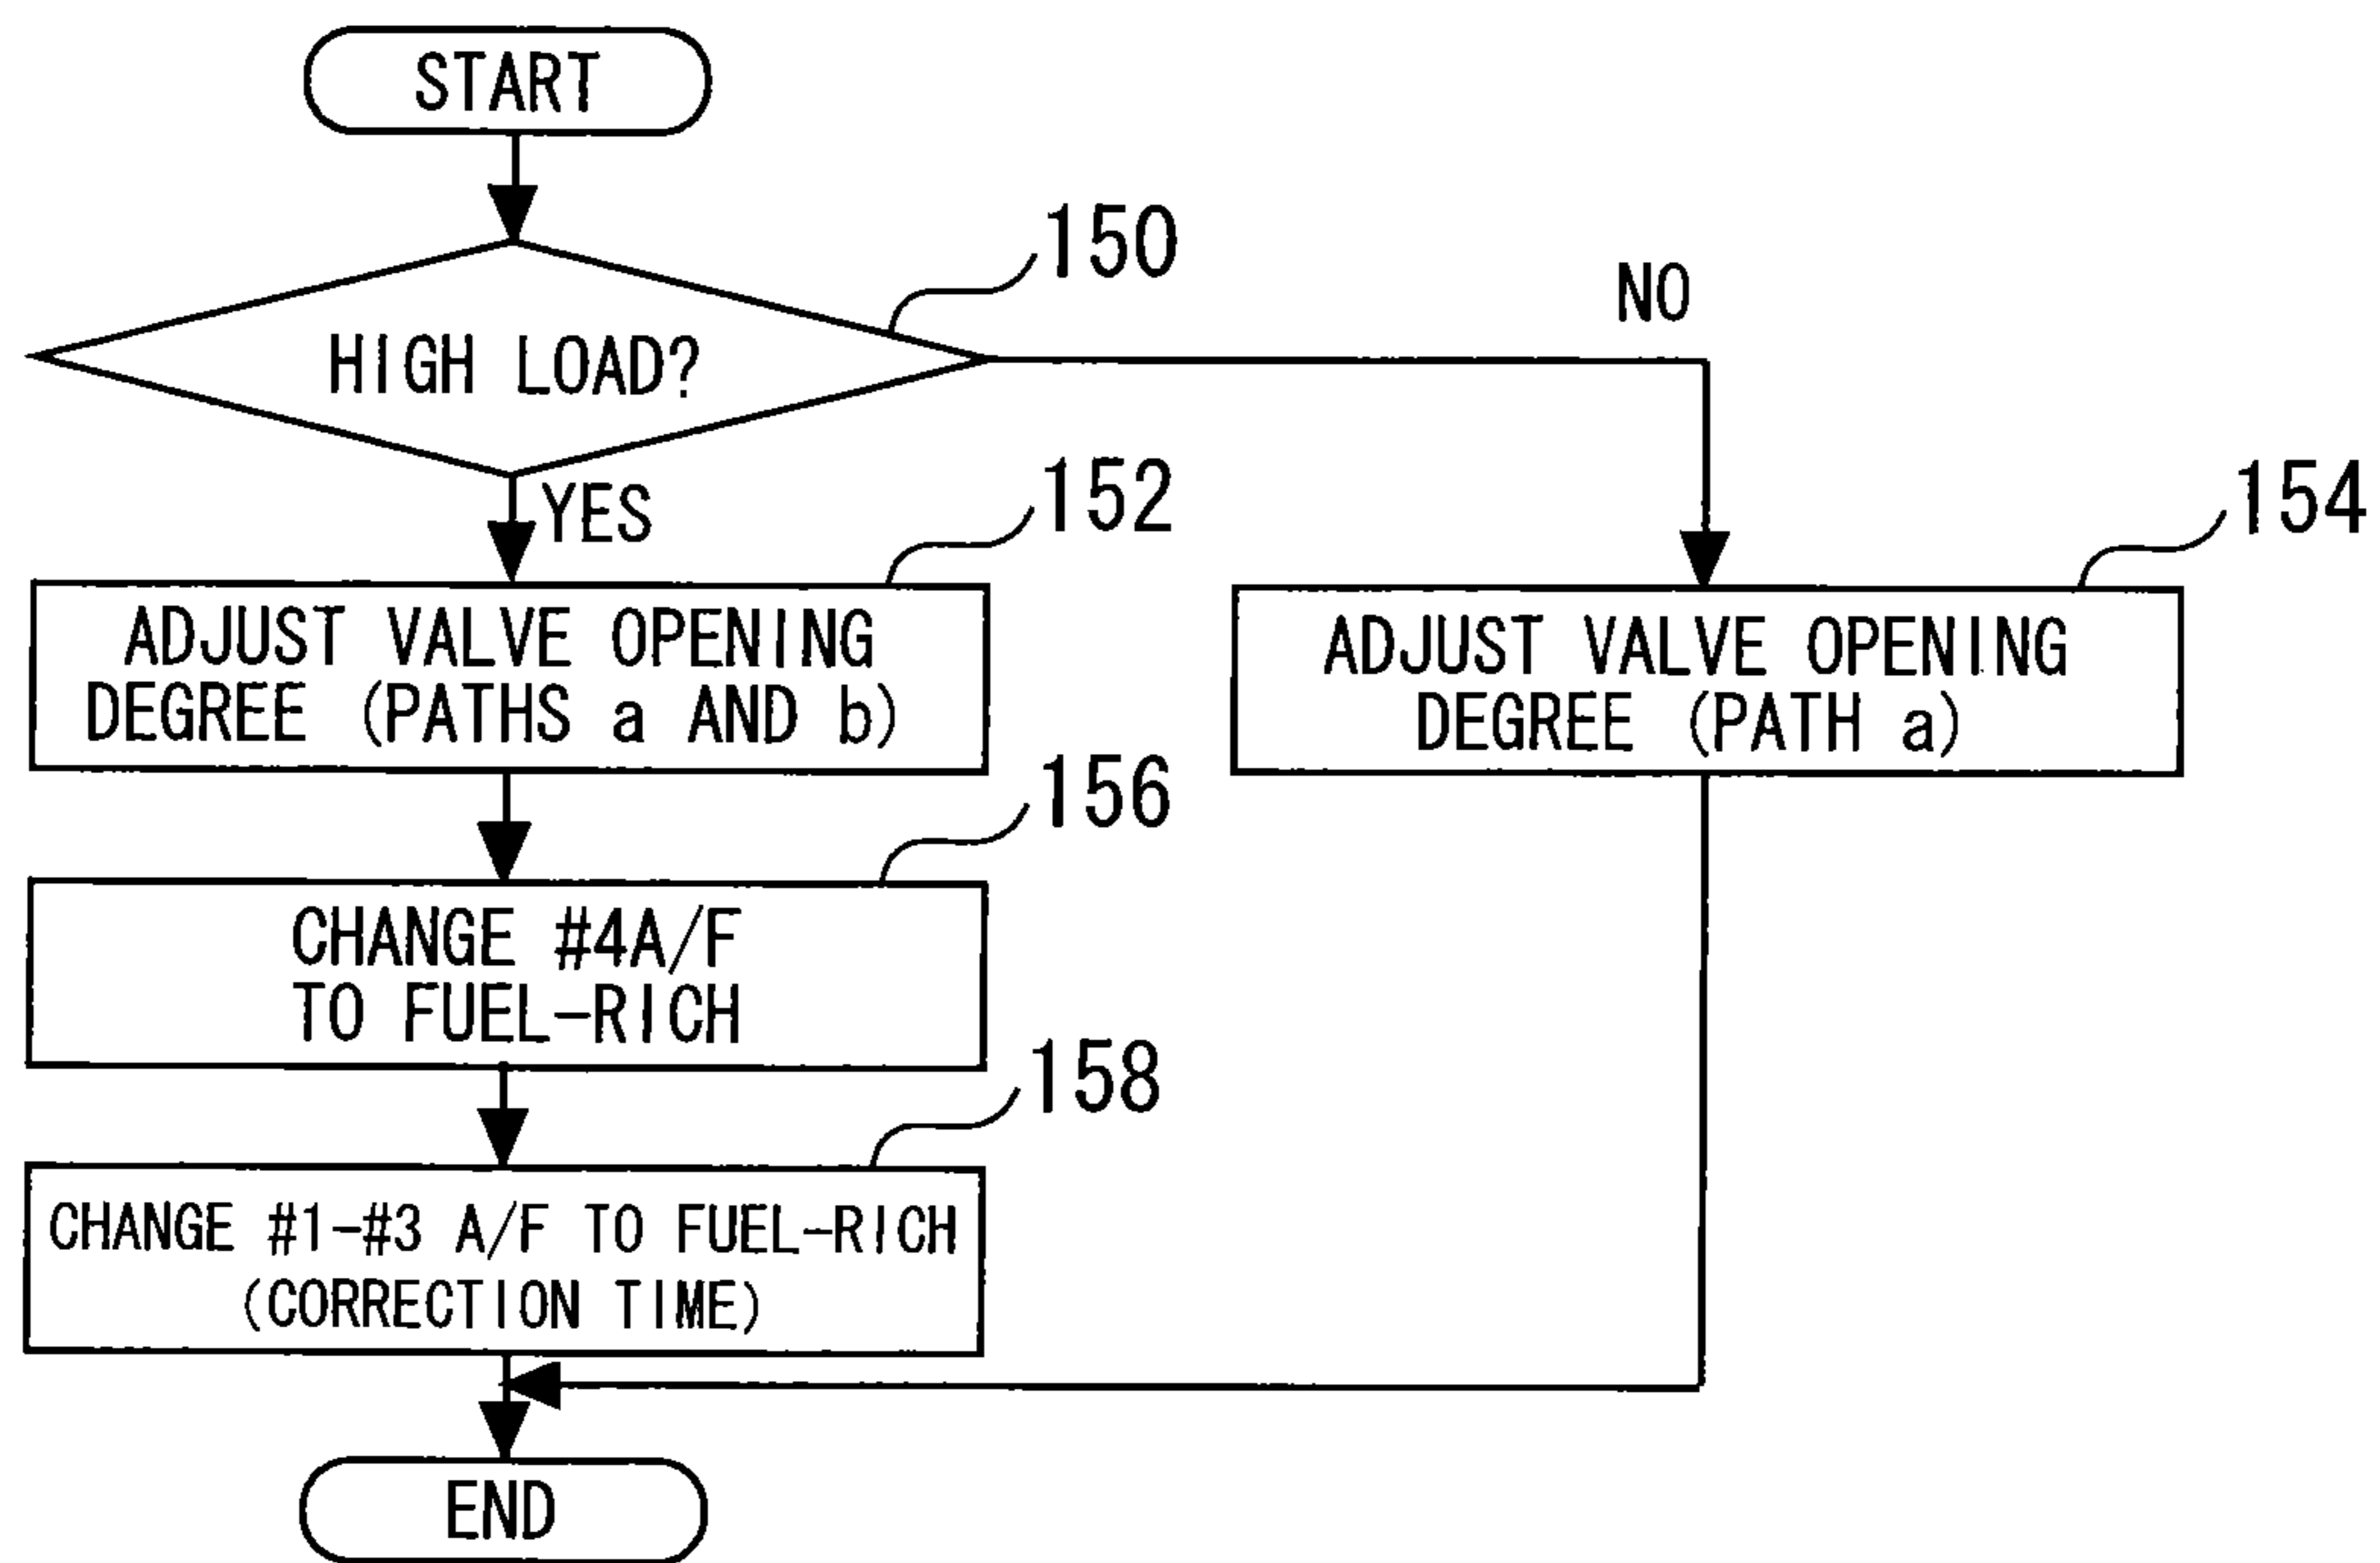 START
150
HIGH LOAD?
NO
YES
152
154
ADJUST VALVE OPENING
DEGREE (PATHS a AND b)
ADJUST VALVE OPENING
DEGREE (PATH a)
156
CHANGE #4A/F
TO FUEL-RICH
158
CHANGE #1-#3 A/F TO FUEL-RICH
(CORRECTION TIME)
END